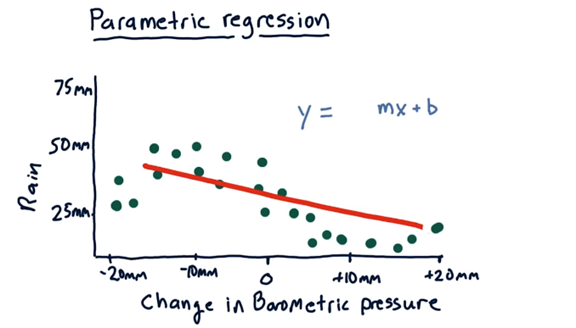 Parametric regression
75mm
y = mx + b
50mm
25mm
Rain
-20mm -10mm 0 +10mm +20mm
Change in Barometric pressure